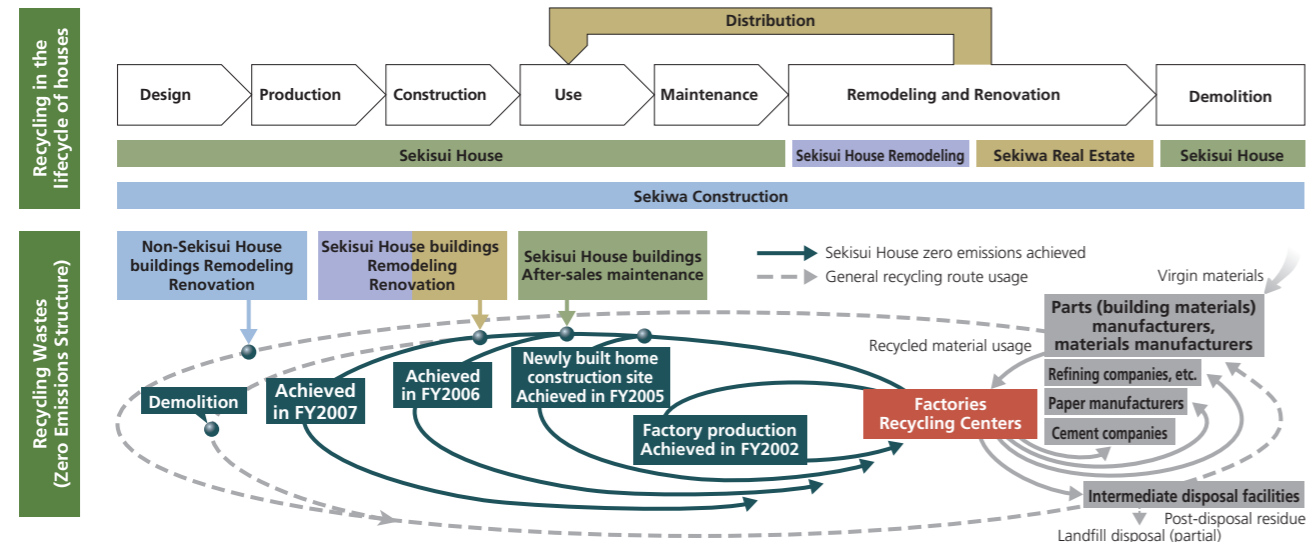 Recycling in the
lifecycle of houses
Distribution
Design
Production
Construction
Use
Maintenance
Remodeling and Renovation
Demolition
Sekisui House
Sekisui House Remodeling
Sekiwa Real Estate
Sekisui House
Sekiwa Construction
Recycling Wastes
(Zero Emissions Structure)
Non-Sekisui House
buildings Remodeling
Renovation
Sekisui House buildings
Remodeling
Renovation
Sekisui House buildings
After-sales maintenance
Sekisui House zero emissions achieved
General recycling route usage
Virgin materials
Parts (building materials)
manufacturers,
materials manufacturers
Recycled material usage
Refining companies, etc.
Paper manufacturers
Cement companies
Demolition
Achieved
in FY2007
Achieved
in FY2006
Newly built home
construction site
Achieved in FY2005
Factory production
Achieved in FY2002
Factories
Recycling Centers
Intermediate disposal facilities
Post-disposal residue
Landfill disposal (partial)